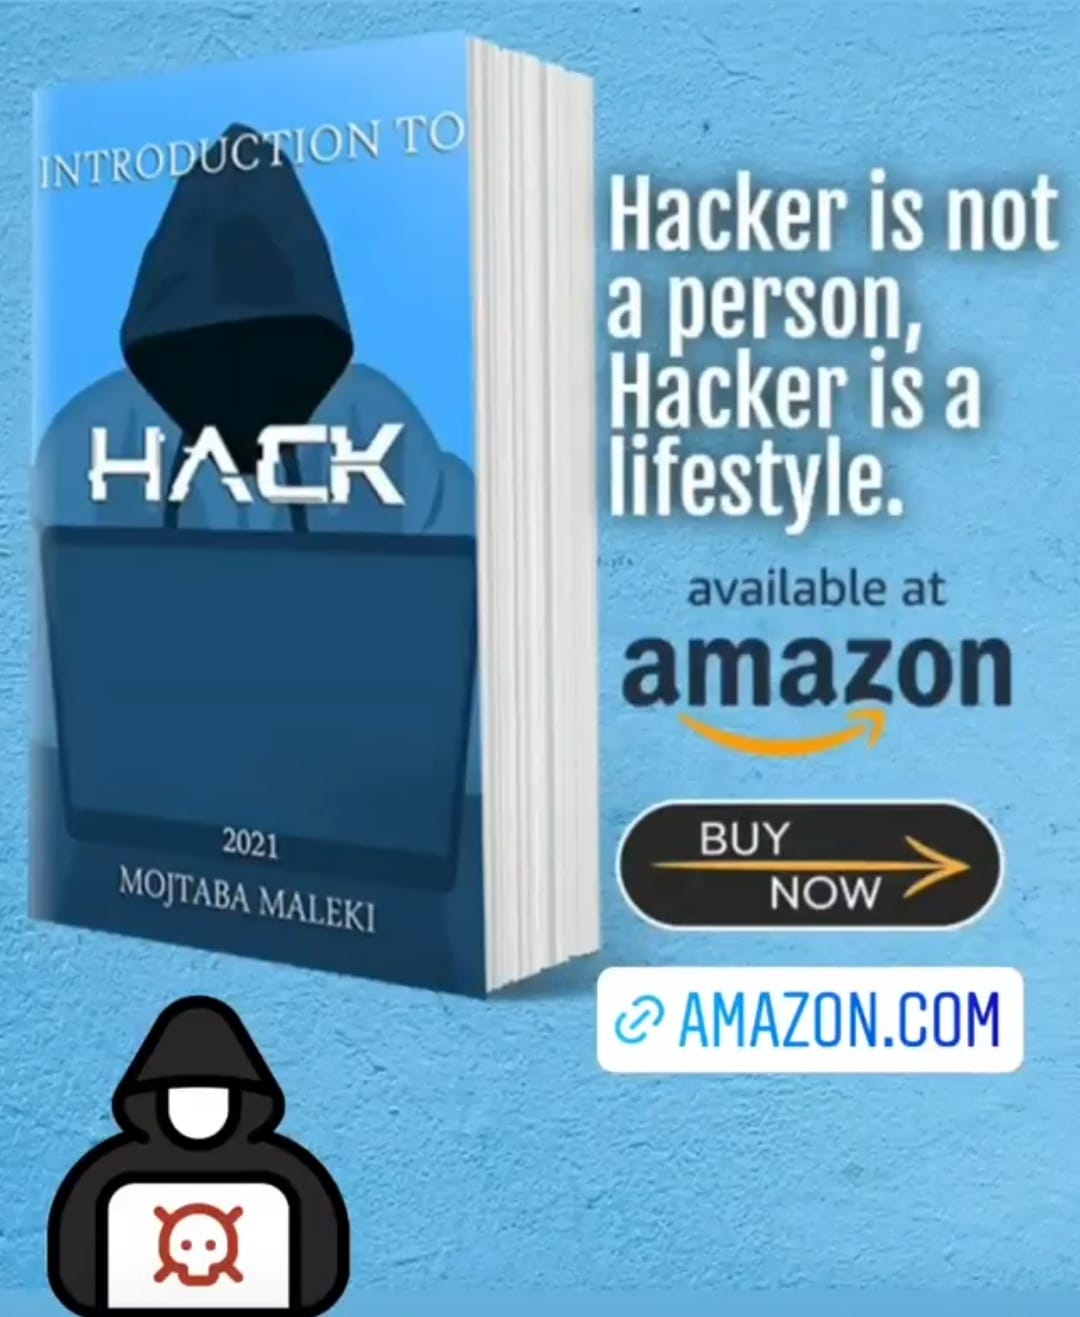 INTRODUCTION TO
HACK
2021
MOJTABA MALEKI
Hacker is not
a person,
Hacker is a
lifestyle.
available at
amazon
BUY
NOW
AMAZON.COM